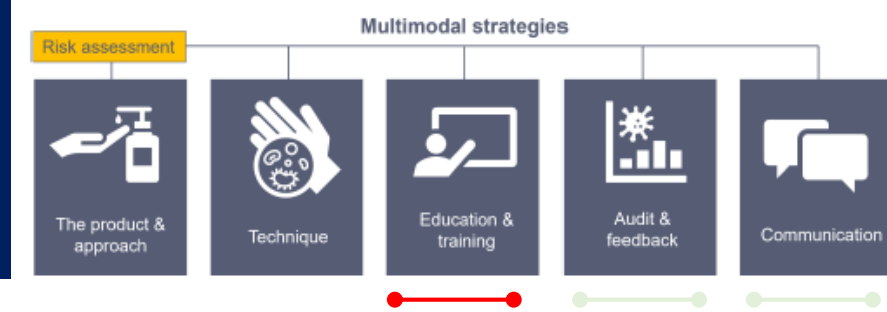 Multimodal strategies
Risk assessment
The product &
approach
Technique
Education &
training
Audit &
feedback
Communication